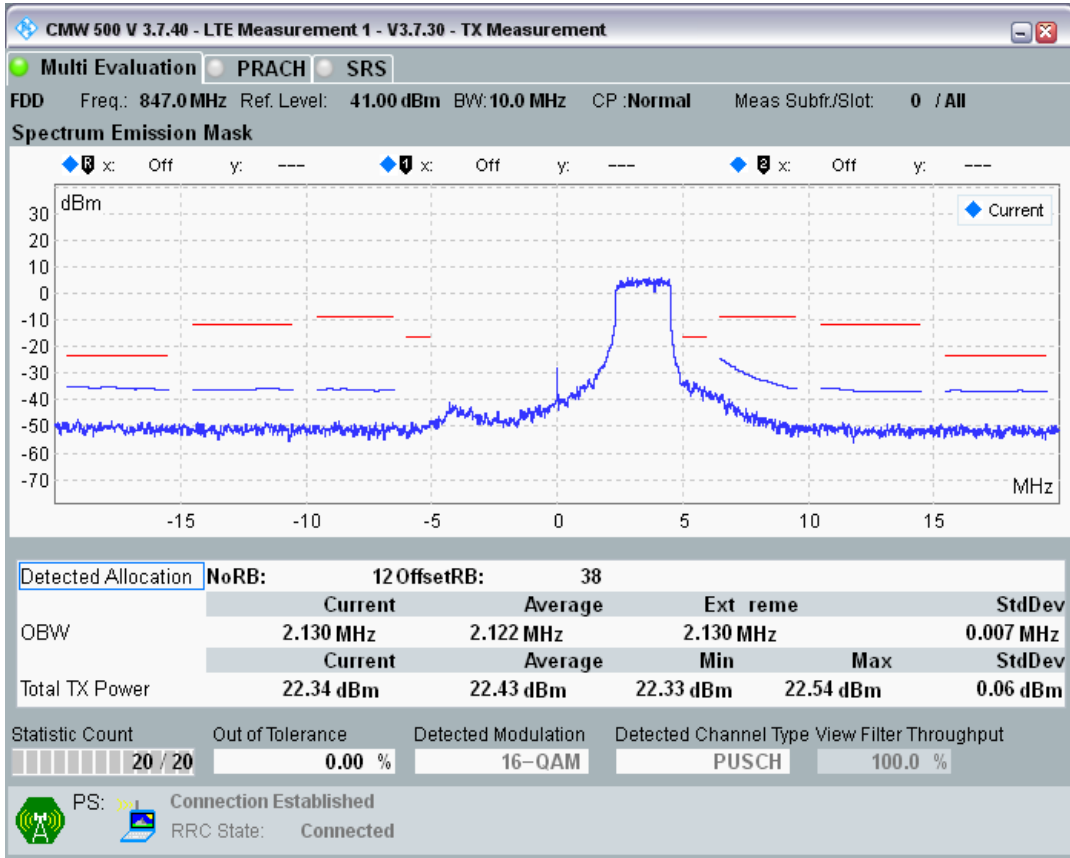 CMW 500 V 3.7.40 - LTE Measurement 1 - V3.7.30 - TX Measurement
Multi Evaluation PRACH SRS
FDD Freq.: 847.0 MHz Ref. Level: 41.00 dBm BW: 10.0 MHz CP :Normal Meas Subfr./Slot: 0 / All
Spectrum Emission Mask
R x: Off y: --- 1 x: Off y: --- 2 x: Off y: ---
dBm
Current
30
20
10
0
-10
-20
-30
-40
-50
-60
-70
MHz
-15 -10 -5 0 5 10 15
Detected Allocation NoRB: 12 OffsetRB: 38
Current Average Ext reme StdDev
OBW 2.130 MHz 2.122 MHz 2.130 MHz 0.007 MHz
Current Average Min Max StdDev
Total TX Power 22.34 dBm 22.43 dBm 22.33 dBm 22.54 dBm 0.06 dBm
Statistic Count Out of Tolerance Detected Modulation Detected Channel Type View Filter Throughput
20 / 20 0.00 % 16-QAM PUSCH 100.0 %
PS: Connection Established
RRC State: Connected